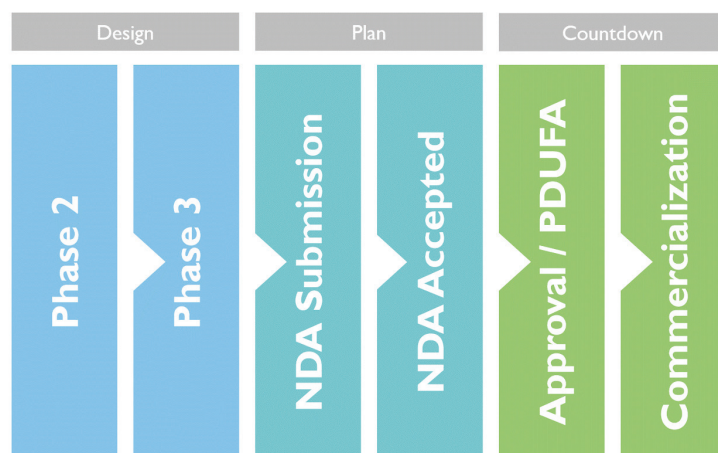 Design
Plan
Countdown
Phase 2
Phase 3
NDA Submission
NDA Accepted
Approval / PDUFA
Commercialization